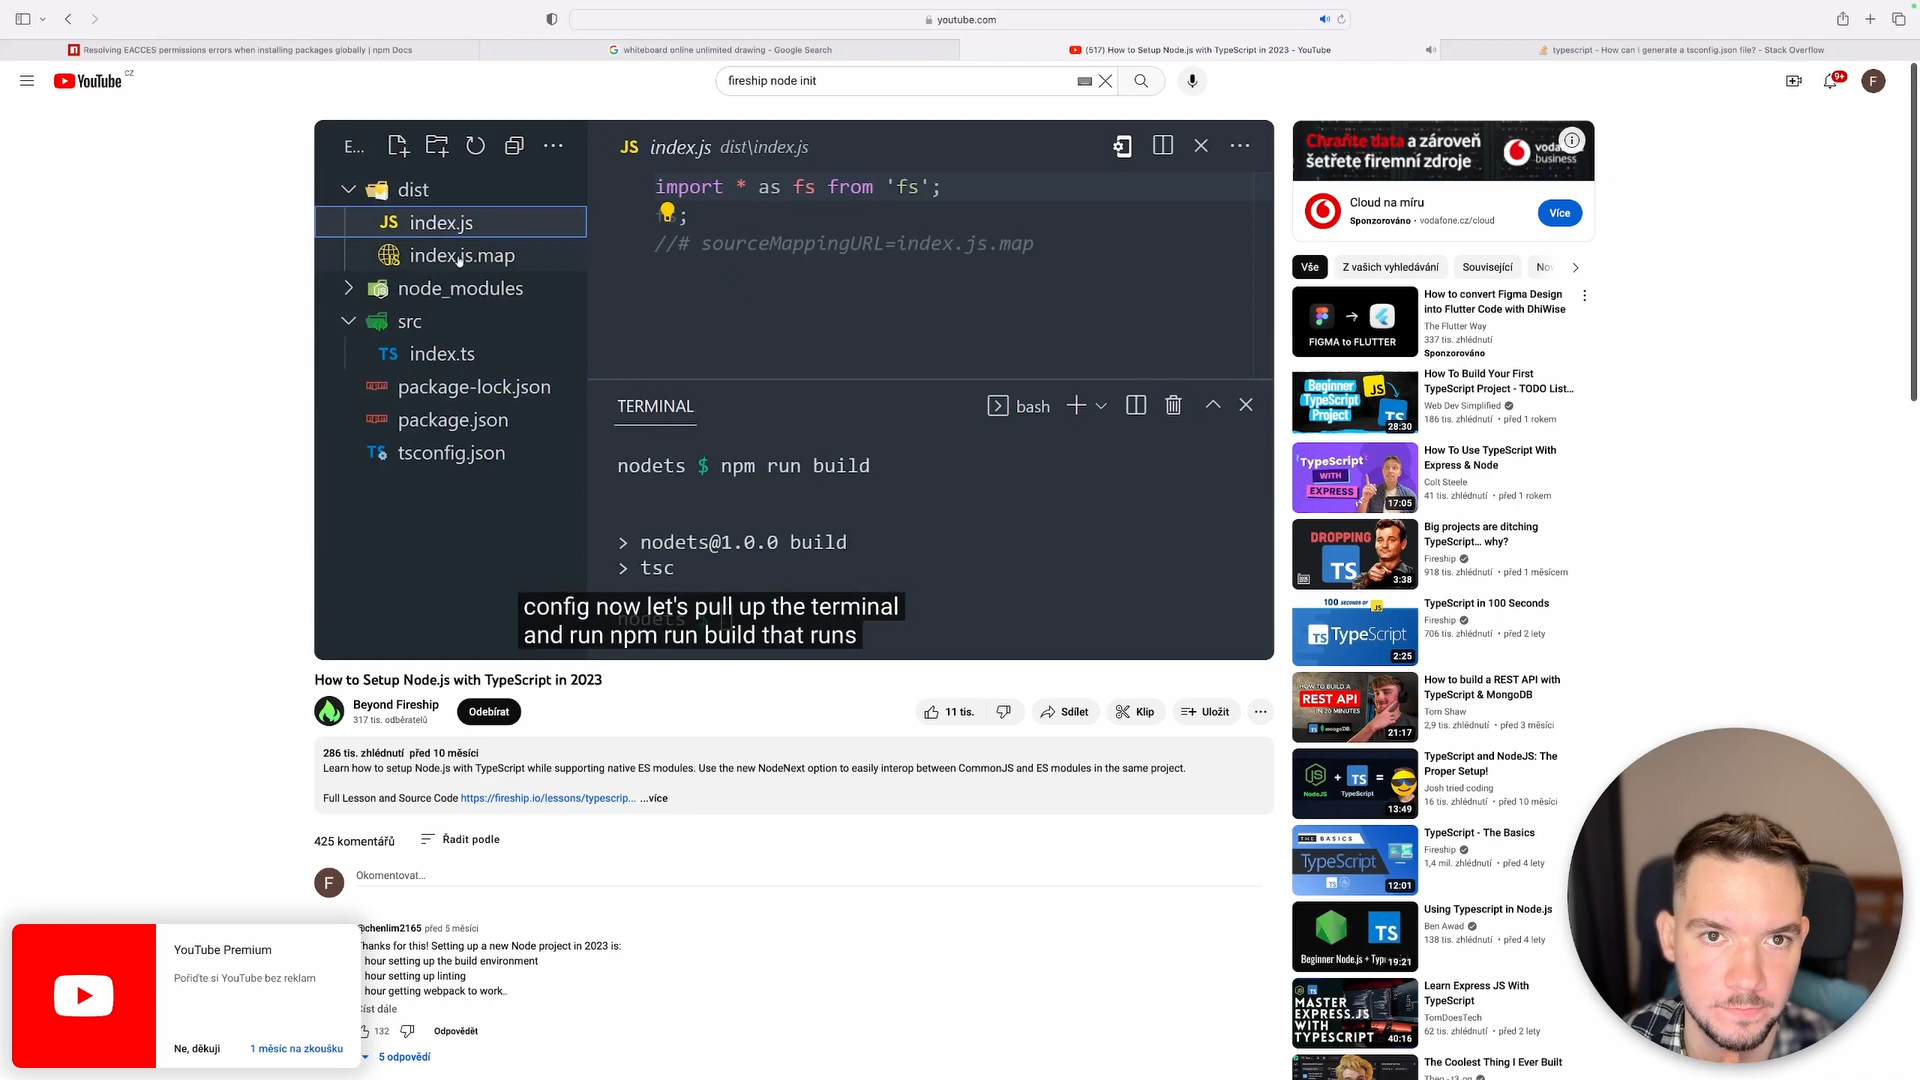 youtube.com
Resolving EACCES permissions errors when installing packages globally | npm Docs
whiteboard online unlimited drawing - Google Search
(517) How to Setup Node.js with TypeScript in 2023 - YouTube
typescript - How can I generate a tsconfig.json file? - Stack Overflow
YouTube CZ
fireship node init
9+
F
E...
JS index.js dist\index.js
dist
JS index.js
index.js.map
node_modules
src
TS index.ts
package-lock.json
package.json
TS tsconfig.json
import * as fs from 'fs';
;
//# sourceMappingURL=index.js.map
TERMINAL
bash
nodets $ npm run build
> nodets@1.0.0 build
> tsc
config now let's pull up the terminal
and run npm run build that runs
How to Setup Node.js with TypeScript in 2023
Beyond Fireship
317 tis. odběratelů
Odebírat
11 tis.
Sdílet
Klip
Uložit
286 tis. zhlédnutí před 10 měsíci
Learn how to setup Node.js with TypeScript while supporting native ES modules. Use the new NodeNext option to easily interop between CommonJS and ES modules in the same project.
Full Lesson and Source Code https://fireship.io/lessons/typescrip... ...více
425 komentářů
Řadit podle
F
Okomentovat...
@chenlim2165 před 5 měsíci
Thanks for this! Setting up a new Node project in 2023 is:
hour setting up the build environment
hour setting up linting
hour getting webpack to work..
Číst dále
132
Odpovědět
5 odpovědí
YouTube Premium
Pořiďte si YouTube bez reklam
Ne, děkuji
1 měsíc na zkoušku
Chraňte data a zároveň
šetřete firemní zdroje
business
Cloud na míru
Sponzorováno · vodafone.cz/cloud
Více
Vše
Z vašich vyhledávání
Související
FIGMA to FLUTTER
How to convert Figma Design
into Flutter Code with DhiWise
The Flutter Way
337 tis. zhlédnutí
Sponzorováno
Beginner
TypeScript
Project
JS
28:30
How To Build Your First
TypeScript Project - TODO List...
Web Dev Simplified
186 tis. zhlédnutí • před 1 rokem
TypeScript
WITH
EXPRESS
17:05
How To Use TypeScript With
Express & Node
Colt Steele
41 tis. zhlédnutí • před 1 rokem
DROPPING
TS
3:38
Big projects are ditching
TypeScript... why?
Fireship
918 tis. zhlédnutí • před 1 měsícem
100 SECONDS OF
TS TypeScript
2:25
TypeScript in 100 Seconds
Fireship
706 tis. zhlédnutí • před 2 lety
HOW TO BUILD A
REST API
IN 20 MINUTES
21:17
How to build a REST API with
TypeScript & MongoDB
Tom Shaw
2,9 tis. zhlédnutí • před 3 měsíci
+ TS =
NodeJS TypeScript
13:49
TypeScript and NodeJS: The
Proper Setup!
Josh tried coding
16 tis. zhlédnutí • před 10 měsíci
THE BASICS
TypeScript
12:01
TypeScript - The Basics
Fireship
1,4 mil. zhlédnutí • před 4 lety
TS
Beginner Node.js + Typ
19:21
Using Typescript in Node.js
Ben Awad
138 tis. zhlédnutí • před 4 lety
MASTER
EXPRESS.JS
WITH
TYPESCRIPT
40:16
Learn Express JS With
TypeScript
TornDoesTech
62 tis. zhlédnutí • před 2 lety
The Coolest Thing I Ever Built